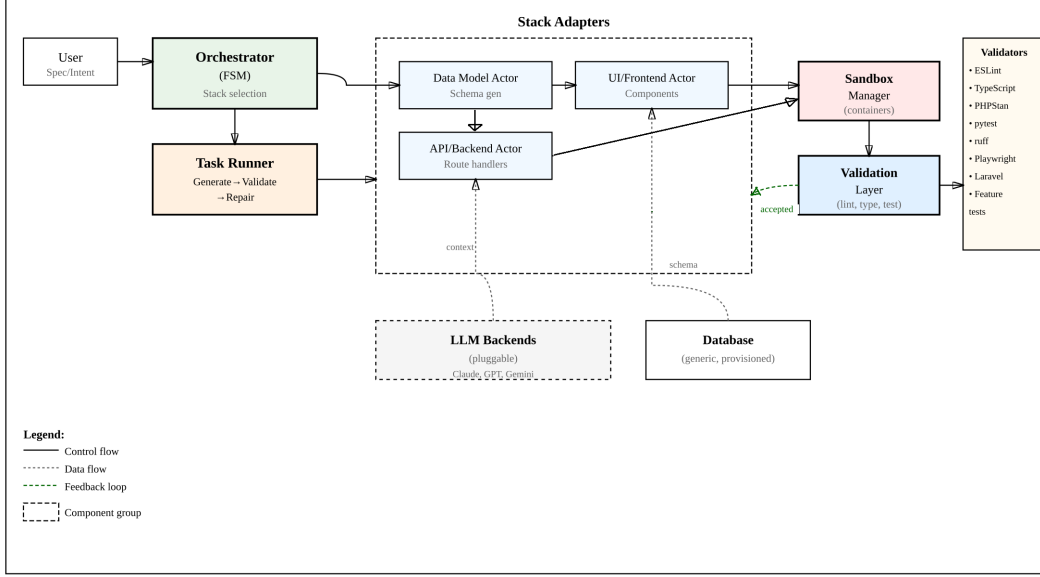 Stack Adapters
User
Spec/Intent
Orchestrator
(FSM)
Stack selection
Task Runner
Generate→Validate
→Repair
Data Model Actor
Schema gen
UI/Frontend Actor
Components
API/Backend Actor
Route handlers
context
schema
Sandbox
Manager
(containers)
Validation
Layer
(lint, type, test)
accepted
Validators
• ESLint
• TypeScript
• PHPStan
• pytest
• ruff
• Playwright
• Laravel
• Feature
tests
LLM Backends
(pluggable)
Claude, GPT, Gemini
Database
(generic, provisioned)
Legend:
Control flow
Data flow
Feedback loop
Component group